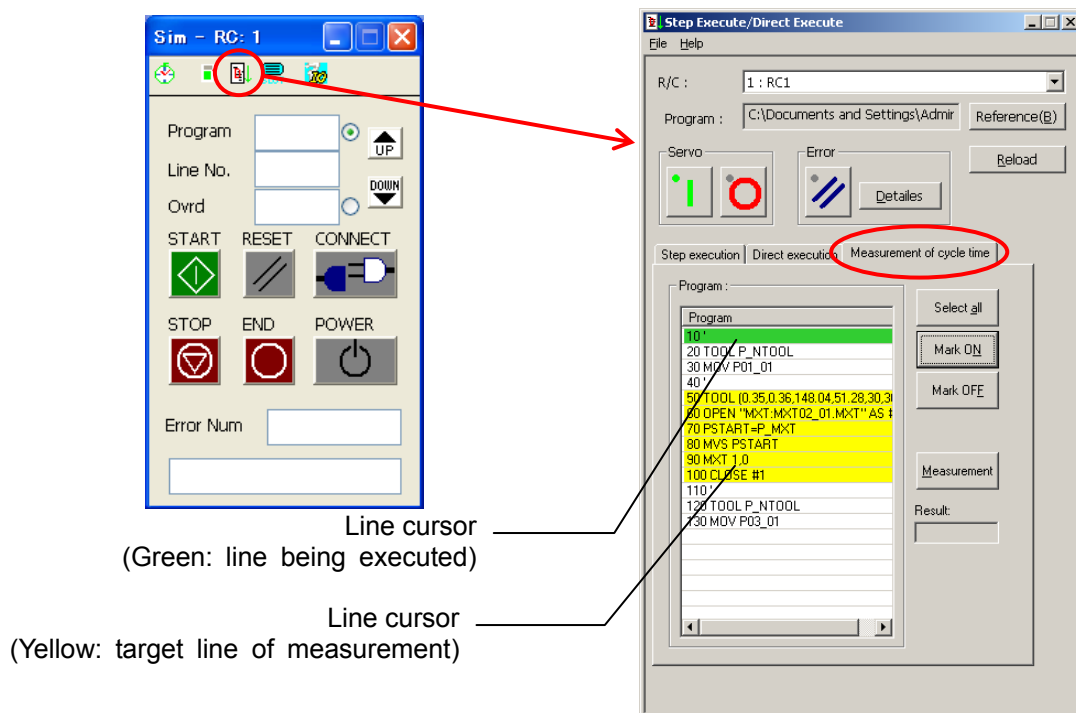 Sim - RC: 1
Program
UP
Line No.
DOWN
Ovrd
START RESET CONNECT
STOP END POWER
Error Num
Line cursor
(Green: line being executed)
Line cursor
(Yellow: target line of measurement)
Step Execute/Direct Execute
File Help
R/C : 1 : RC1
Program : C:\Documents and Settings\Admir Reference(B)
Servo Error Reload
Detailes
Step execution Direct execution Measurement of cycle time
Program :
Program
10 '
20 TOOL P_NTOOL
30 MOV P01_01
40 '
50 TOOL (0.35,0.36,148.04,51.28,30,30
60 OPEN "MXT:MXT02_01.MXT" AS #
70 PSTART=P_MXT
80 MVS PSTART
90 MXT 1,0
100 CLOSE #1
110 '
120 TOOL P_NTOOL
130 MOV P03_01
Select all
Mark ON
Mark OFF
Measurement
Result: